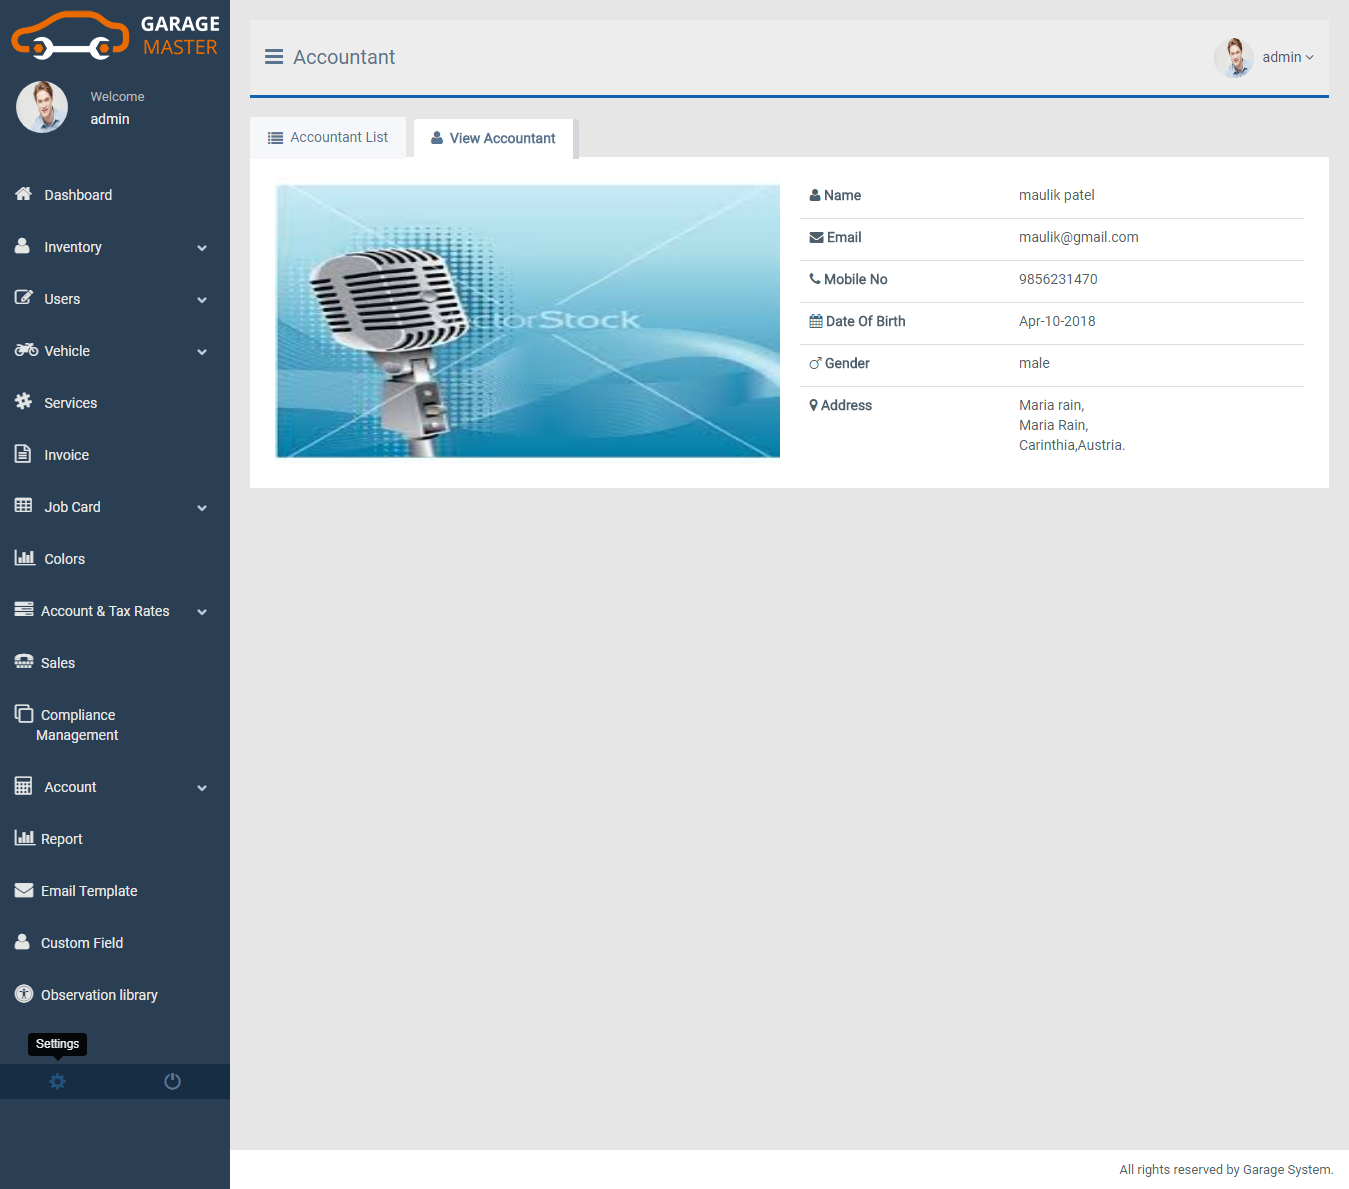 GARAGE
MASTER
Welcome
admin
Dashboard
Inventory
Users
Vehicle
Services
Invoice
Job Card
Colors
Account & Tax Rates
Sales
Compliance
Management
Account
Report
Email Template
Custom Field
Observation library
Settings
Accountant
admin
Accountant List
View Accountant
torStock
Name maulik patel
Email maulik@gmail.com
Mobile No 9856231470
Date Of Birth Apr-10-2018
Gender male
Address Maria rain,
Maria Rain,
Carinthia,Austria.
All rights reserved by Garage System.